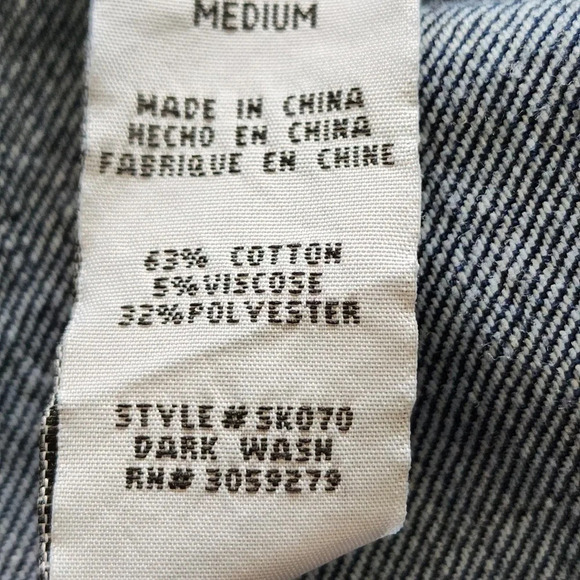 MEDIUM
MADE IN CHINA
HECHO EN CHINA
FABRIQUE EN CHINE
63% COTTON
5% VISCOSE
32% POLYESTER
STYLE# SK070
DARK WASH
RN# 3059279